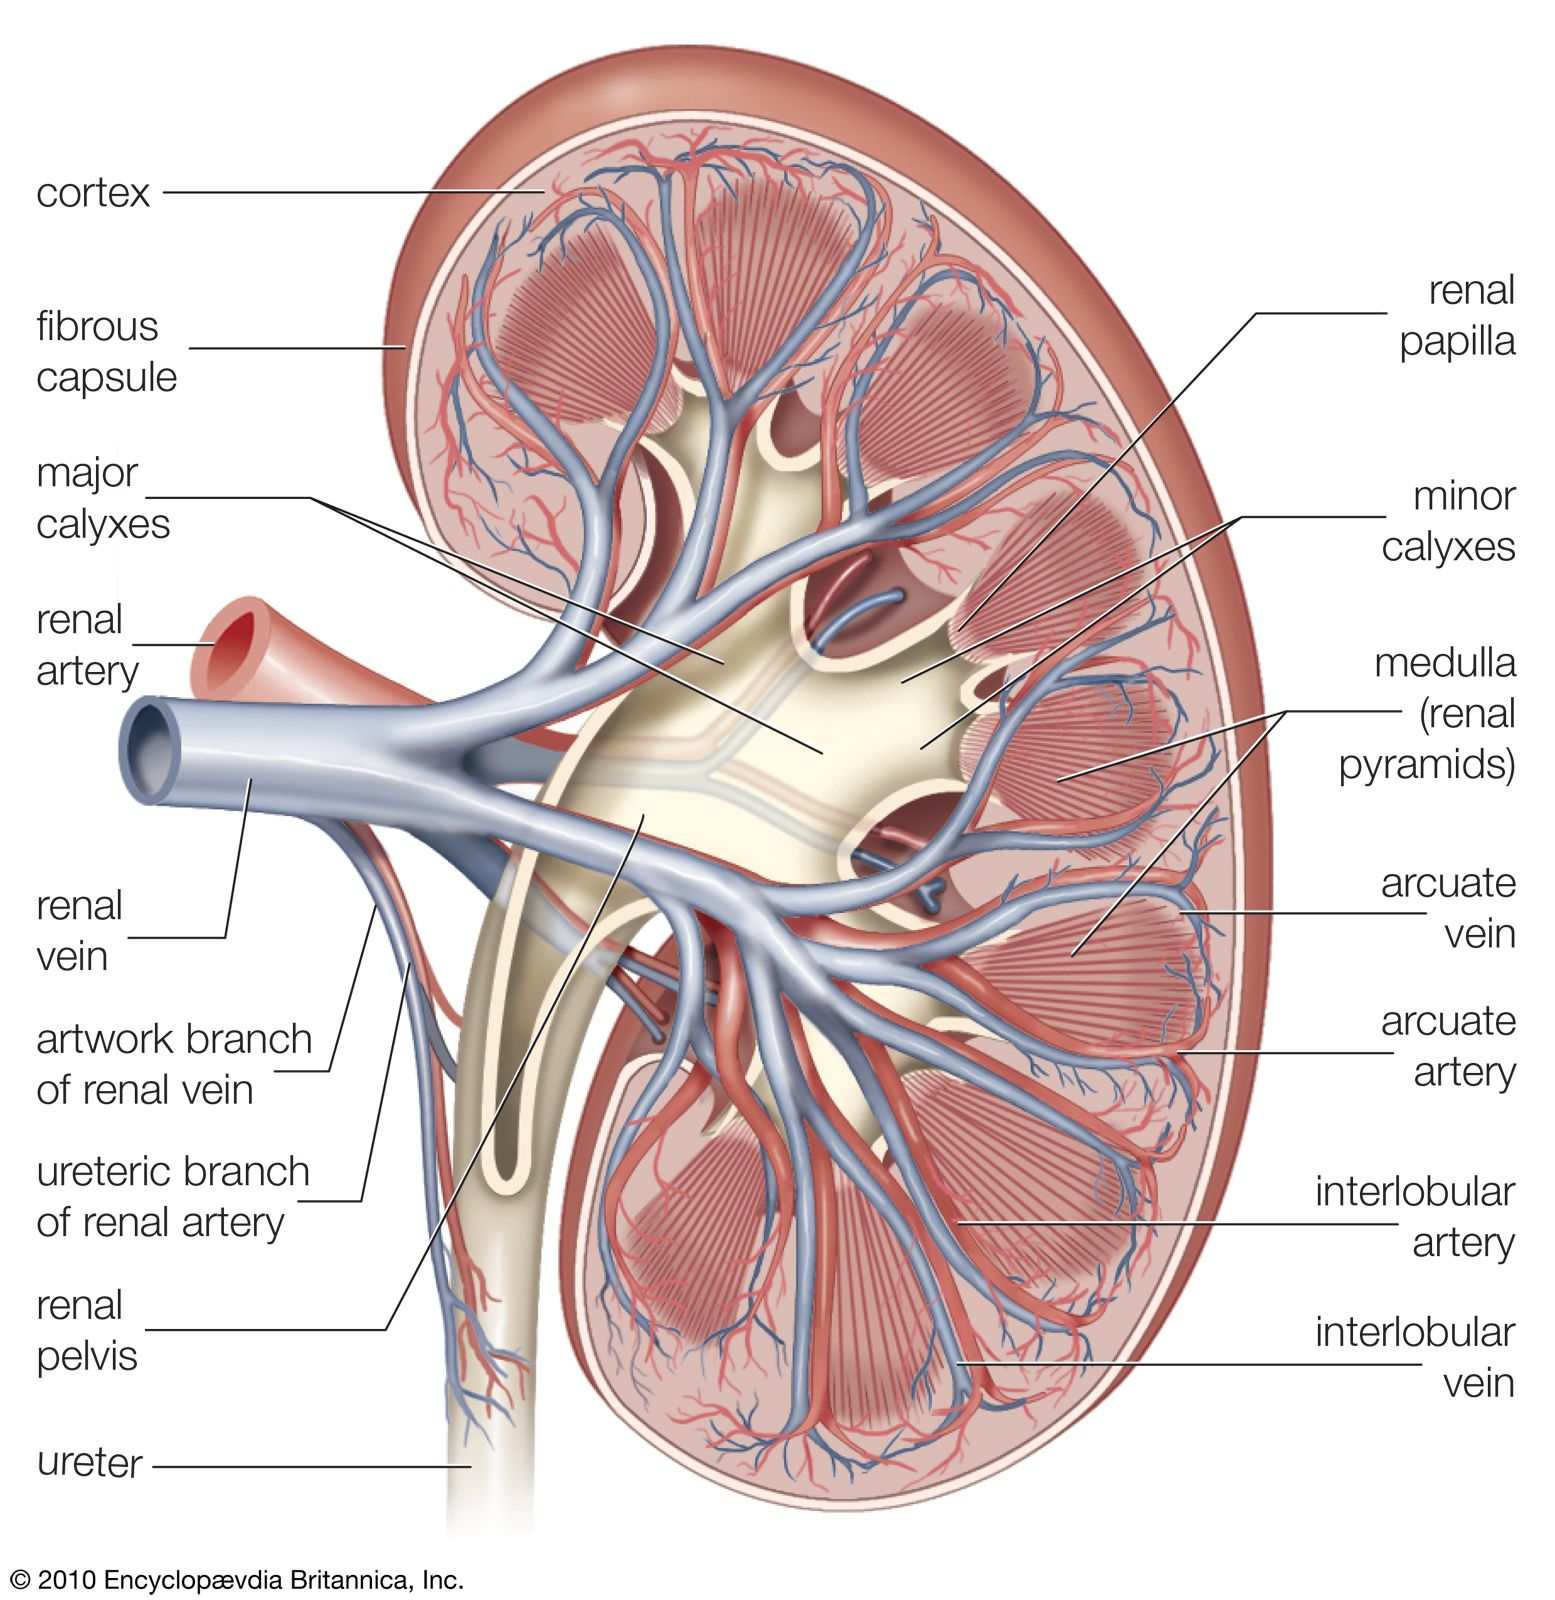 cortex
fibrous
capsule
major
calyxes
renal
artery
renal
vein
artwork branch
of renal vein
ureteric branch
of renal artery
renal
pelvis
ureter
renal
papilla
minor
calyxes
medulla
(renal
pyramids)
arcuate
vein
arcuate
artery
interlobular
artery
interlobular
vein
© 2010 Encyclopævdia Britannica, Inc.